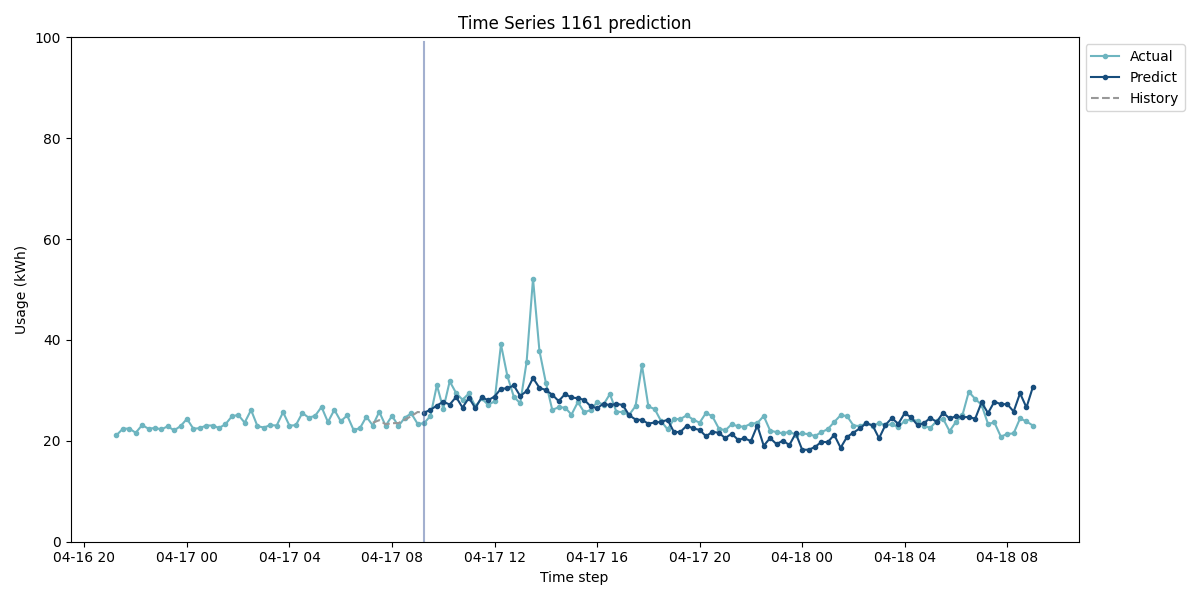 Time Series 1161 prediction
100
80
60
40
20
0
Usage (kWh)
04-16 20
04-17 00
04-17 04
04-17 08
04-17 12
04-17 16
04-17 20
04-18 00
04-18 04
04-18 08
Time step
Actual
Predict
History